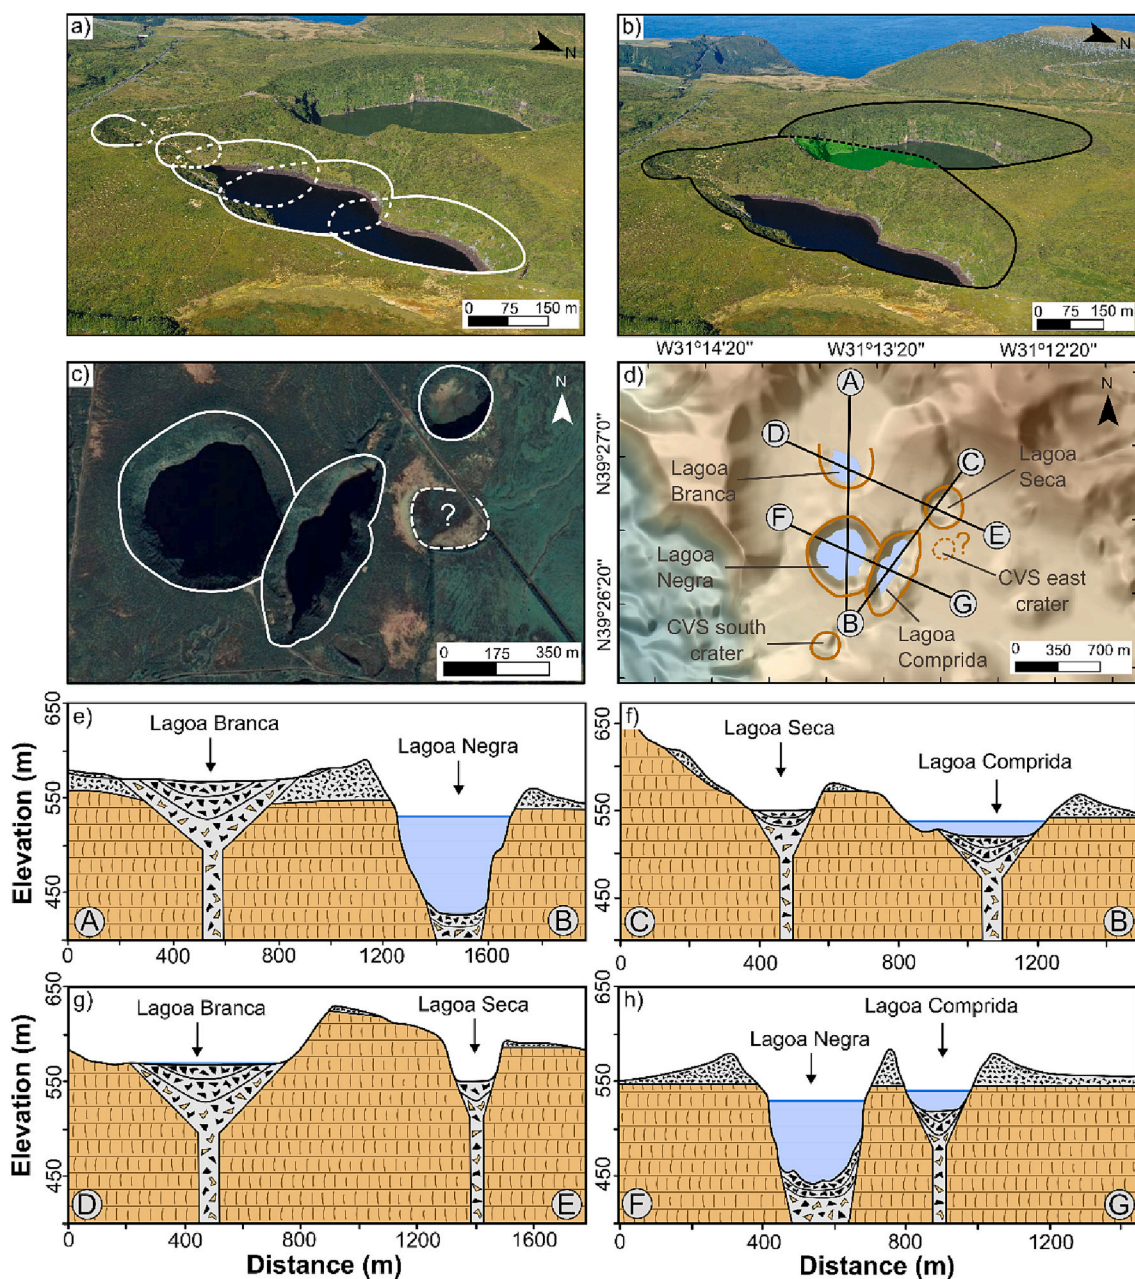 a)
N
0 75 150 m
b)
N
0 75 150 m
c)
N
?
0 175 350 m
W31°14'20" W31°13'20" W31°12'20"
d)
N
N39°27'0"
N39°26'20"
A
D
C
Lagoa
Branca
Lagoa
Seca
F
E
?
Lagoa
Negra
CVS east
crater
G
B
CVS south
crater
Lagoa
Comprida
0 350 700 m
e)
Elevation (m)
650
550
450
Lagoa Branca
Lagoa Negra
A
B
0 400 800 1200 1600
f)
650
550
450
Lagoa Seca
Lagoa Comprida
C
B
0 400 800 1200
g)
Elevation (m)
650
550
450
Lagoa Branca
Lagoa Seca
D
E
0 400 800 1200 1600
Distance (m)
h)
650
550
450
Lagoa Comprida
Lagoa Negra
F
G
0 400 800 1200
Distance (m)